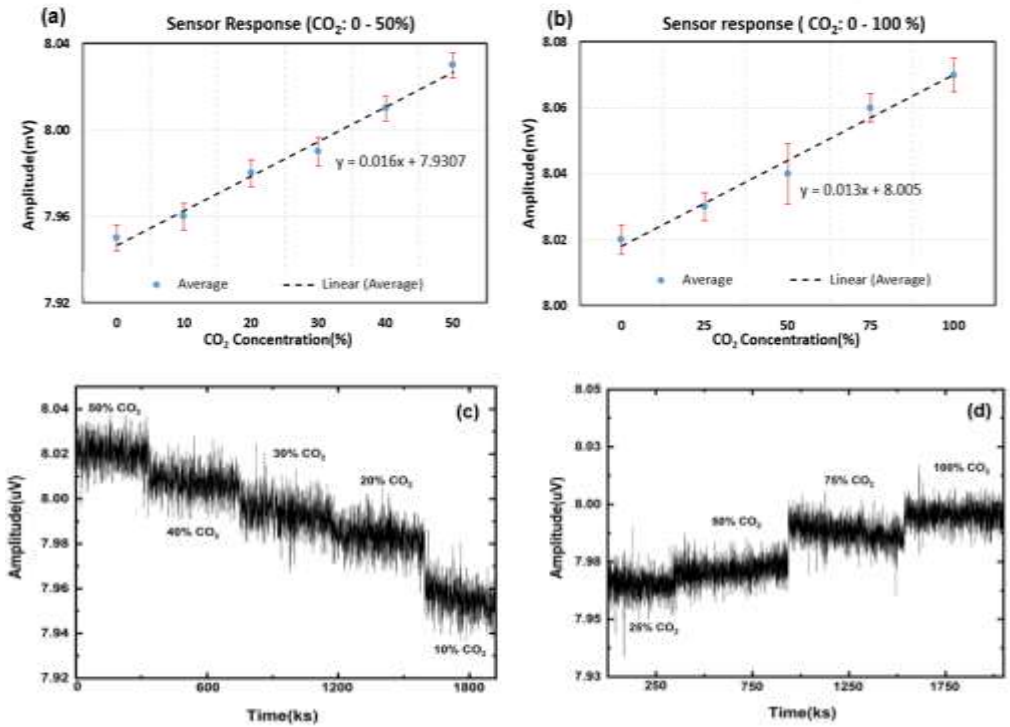 (a)
Sensor Response (CO₂: 0 - 50%)
8.04
8.00
7.96
7.92
Amplitude(mV)
y = 0.016x + 7.9307
Average
Linear (Average)
0 10 20 30 40 50
CO₂ Concentration(%)
(b)
Sensor response ( CO₂: 0 - 100 %)
8.08
8.06
8.04
8.02
8.00
Amplitude(mV)
y = 0.013x + 8.005
Average
Linear (Average)
0 25 50 75 100
CO₂ Concentration(%)
(c)
8.04
8.02
8.00
7.98
7.96
7.94
7.92
Amplitude(uV)
50% CO₂
40% CO₂
30% CO₂
20% CO₂
10% CO₂
0 600 1200 1800
Time(ks)
(d)
8.05
8.03
8.00
7.98
7.95
7.93
Amplitude(uV)
25% CO₂
50% CO₂
75% CO₂
100% CO₂
250 750 1250 1750
Time(ks)